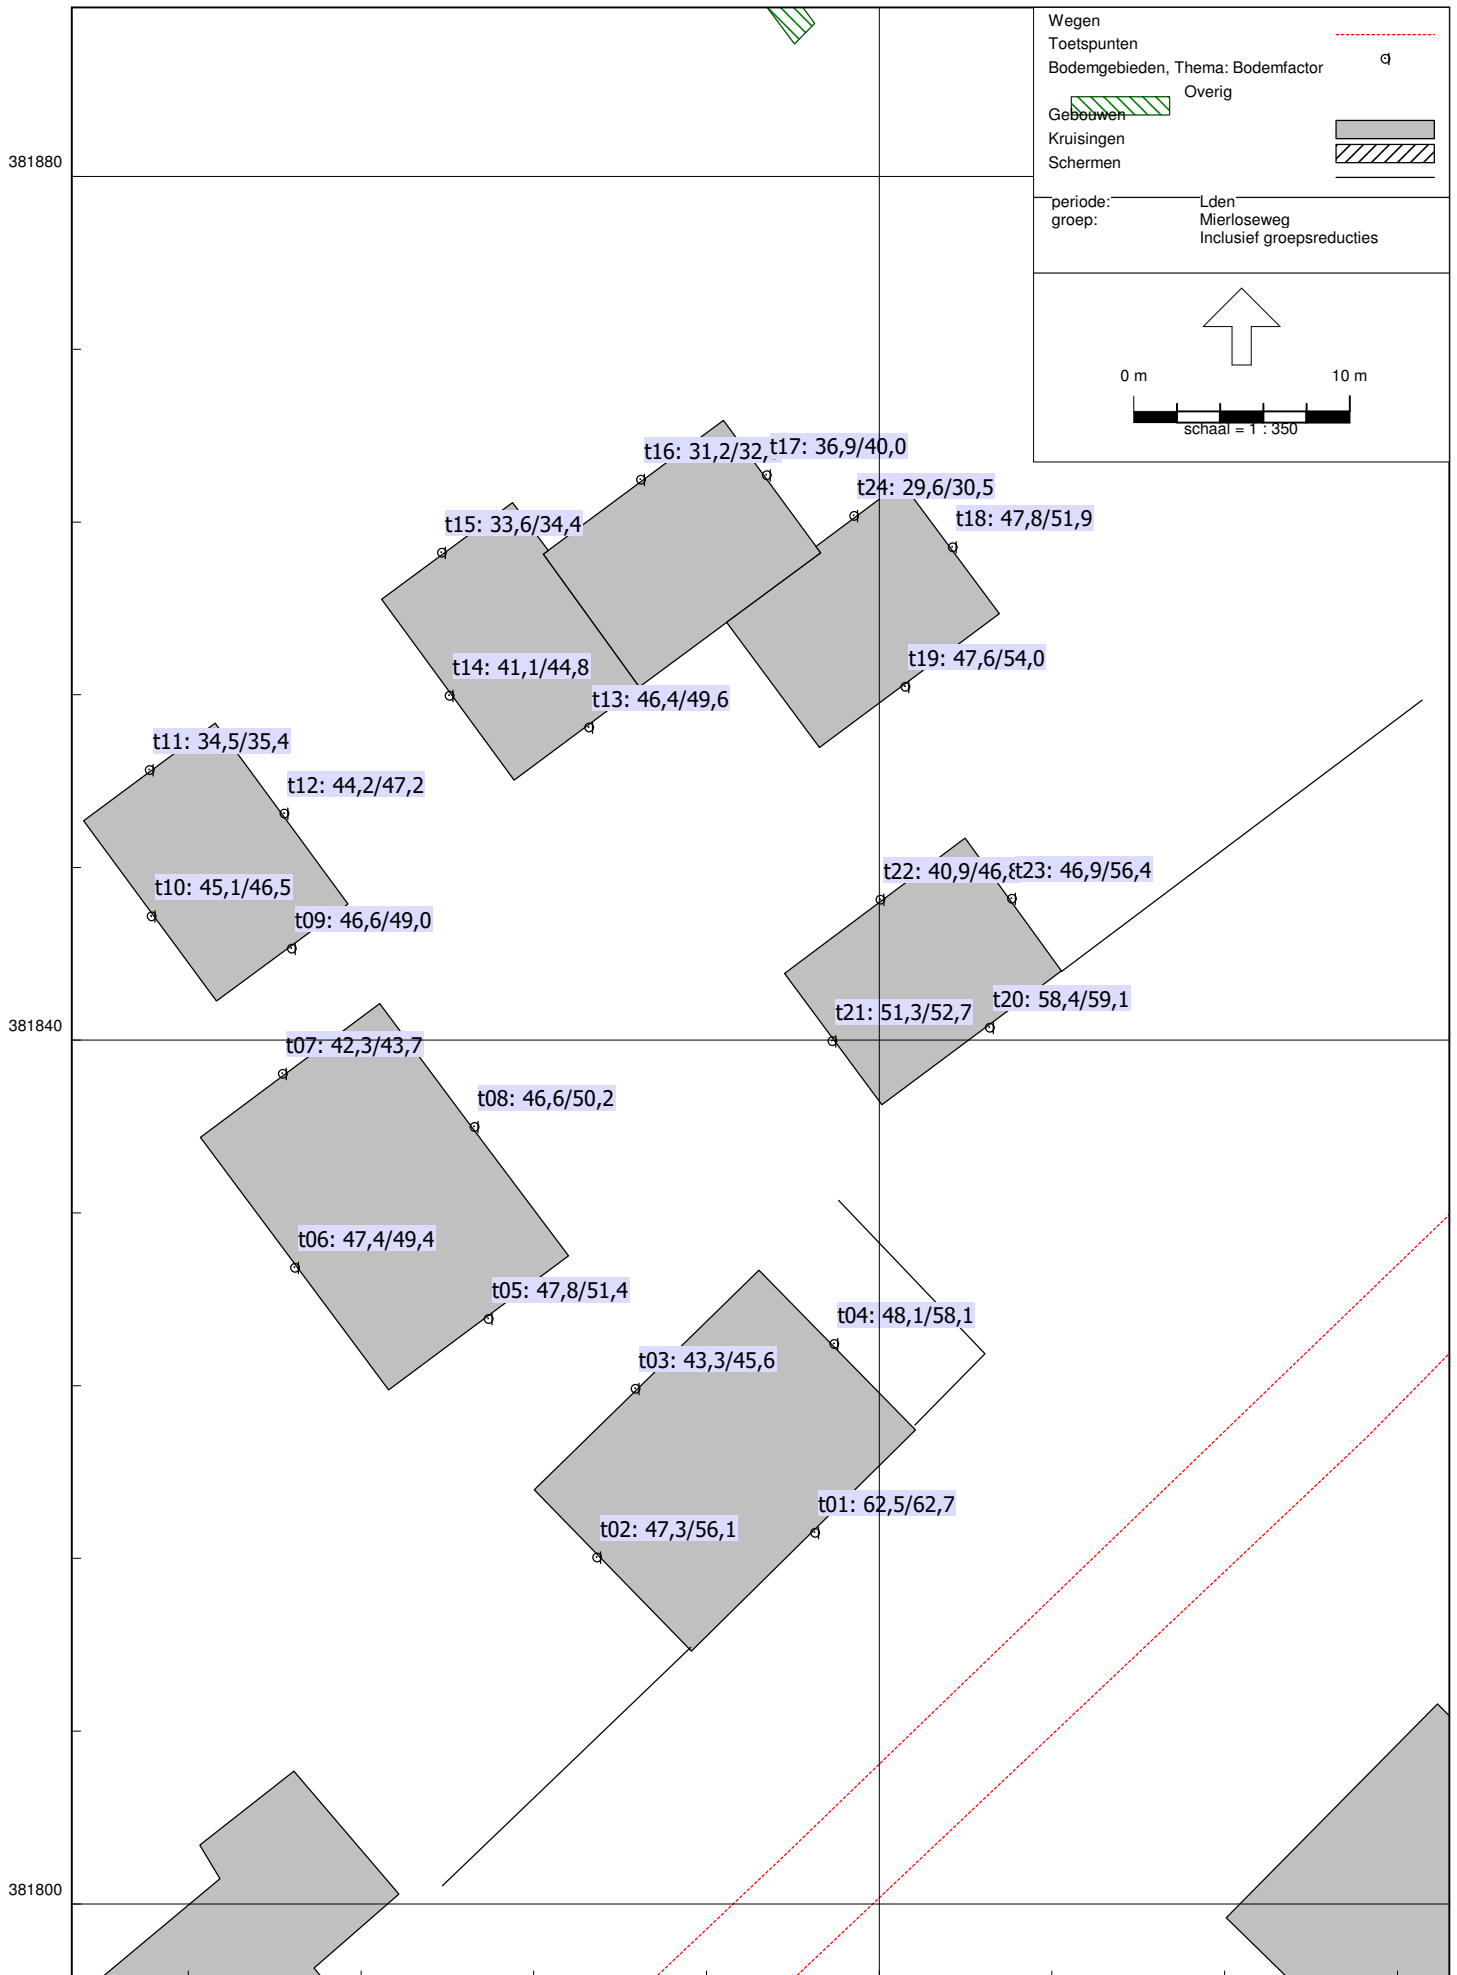 Wegen
Toetspunten
Bodemgebieden, Thema: Bodemfactor
Overig
Gebouwen
Kruisingen
Schermen
periode: Lden
groep: Mierloseweg
Inclusief groepsreducties
0 m 10 m
schaal = 1 : 350
381880
t16: 31,2/32,
t17: 36,9/40,0
t24: 29,6/30,5
t15: 33,6/34,4
t18: 47,8/51,9
t14: 41,1/44,8
t19: 47,6/54,0
t13: 46,4/49,6
t11: 34,5/35,4
t12: 44,2/47,2
t22: 40,9/46,8
t23: 46,9/56,4
t10: 45,1/46,5
t09: 46,6/49,0
t20: 58,4/59,1
t21: 51,3/52,7
381840
t07: 42,3/43,7
t08: 46,6/50,2
t06: 47,4/49,4
t05: 47,8/51,4
t04: 48,1/58,1
t03: 43,3/45,6
t01: 62,5/62,7
t02: 47,3/56,1
381800